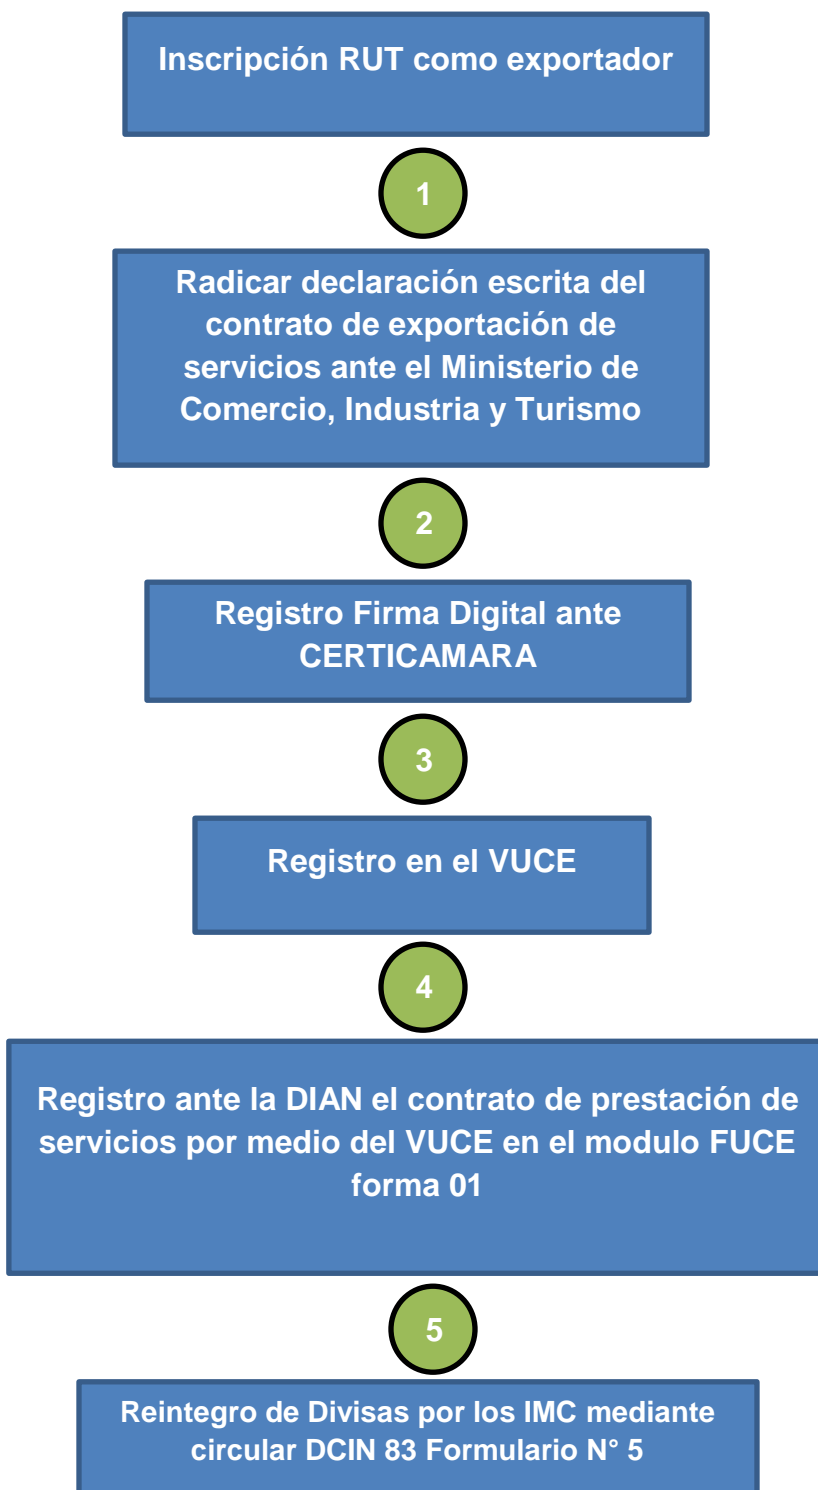 Inscripción RUT como exportador
1
Radicar declaración escrita del
contrato de exportación de
servicios ante el Ministerio de
Comercio, Industria y Turismo
2
Registro Firma Digital ante
CERTICAMARA
3
Registro en el VUCE
4
Registro ante la DIAN el contrato de prestación de
servicios por medio del VUCE en el modulo FUCE
forma 01
5
Reintegro de Divisas por los IMC mediante
circular DCIN 83 Formulario N° 5